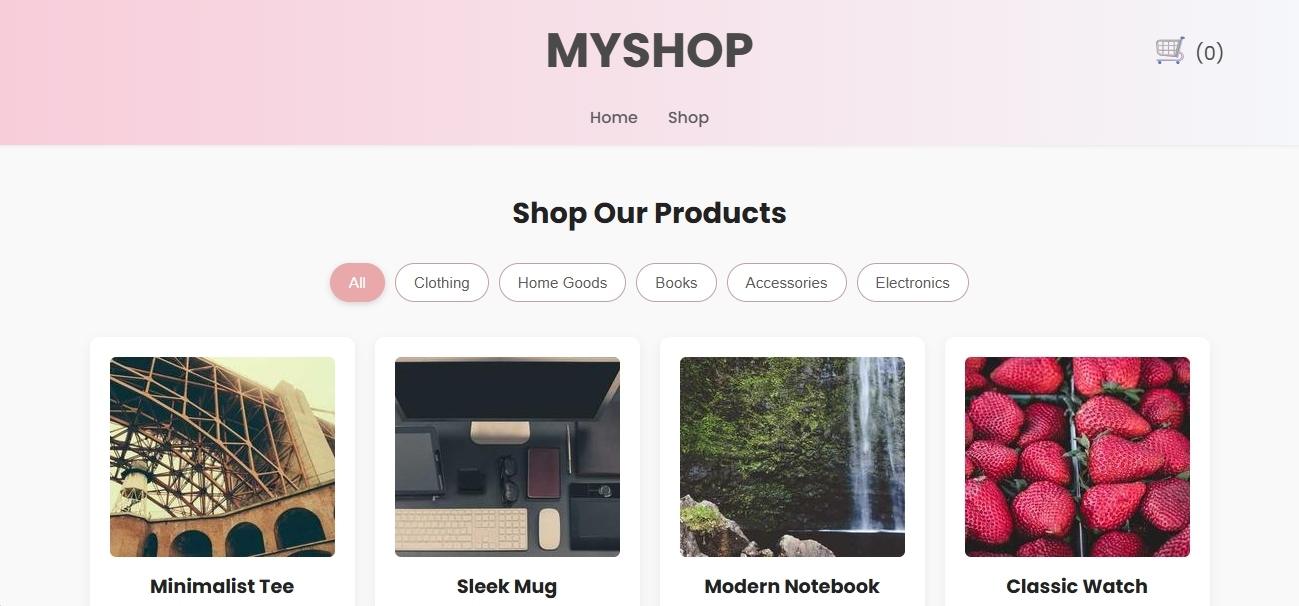 MYSHOP
(0)
Home Shop
Shop Our Products
All Clothing Home Goods Books Accessories Electronics
Minimalist Tee Sleek Mug Modern Notebook Classic Watch